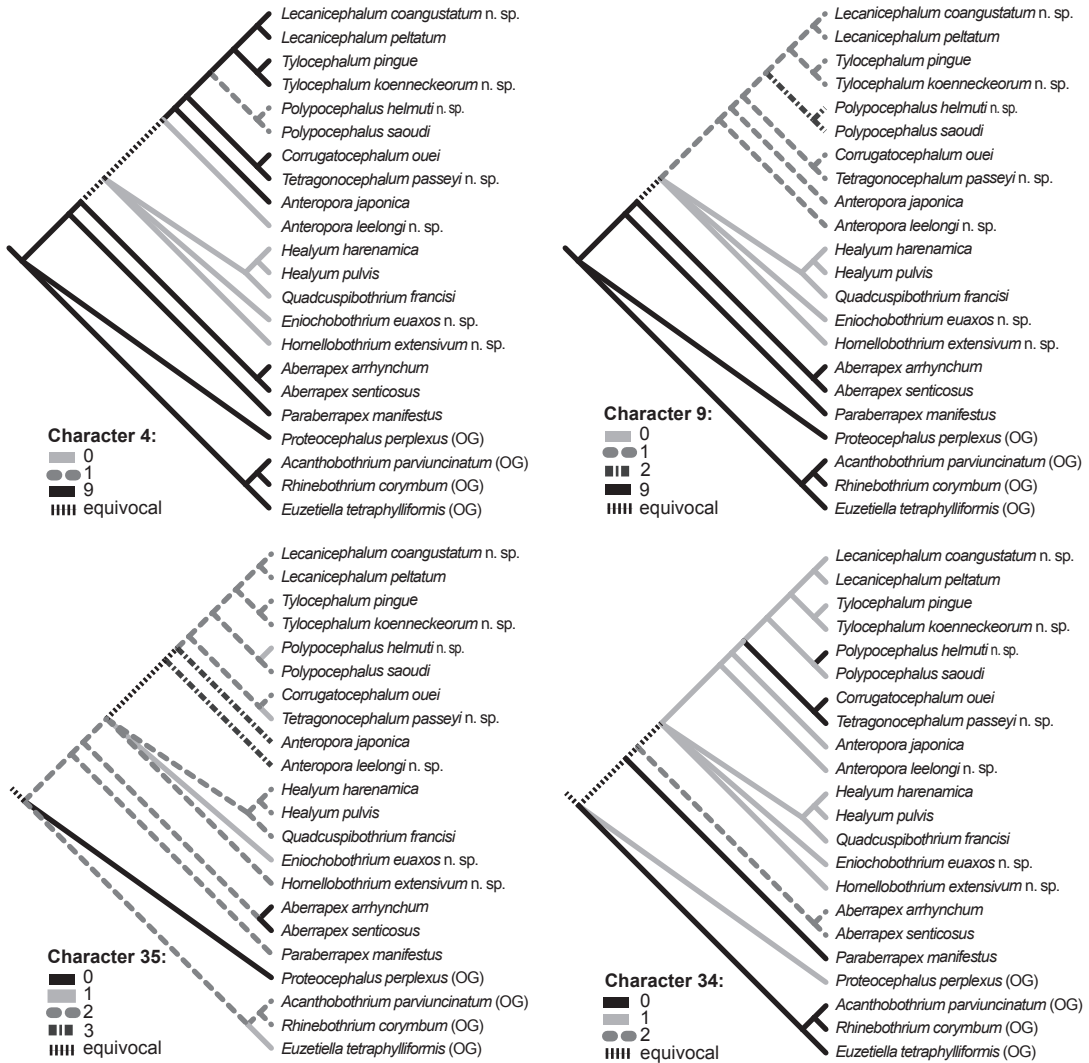 Lecanicephalum coangustatum n. sp.
Lecanicephalum peltatum
Tylocephalum pingue
Tylocephalum koenneckeorum n. sp.
Polypocephalus helmuti n. sp.
Polypocephalus saoudi
Corrugatocephalum ouei
Tetragonocephalum passeyi n. sp.
Anteropora japonica
Anteropora leelongi n. sp.
Healyum harenamica
Healyum pulvis
Quadcuspibothrium francisi
Eniochobothrium euaxos n. sp.
Hornellobothrium extensivum n. sp.
Aberrapex arrhynchum
Aberrapex senticosus
Paraberrapex manifestus
Proteocephalus perplexus (OG)
Acanthobothrium parviuncinatum (OG)
Rhinebothrium corymbum (OG)
Euzetiella tetraphylliformis (OG)
Character 4:
0
1
9
equivocal
Lecanicephalum coangustatum n. sp.
Lecanicephalum peltatum
Tylocephalum pingue
Tylocephalum koenneckeorum n. sp.
Polypocephalus helmuti n. sp.
Polypocephalus saoudi
Corrugatocephalum ouei
Tetragonocephalum passeyi n. sp.
Anteropora japonica
Anteropora leelongi n. sp.
Healyum harenamica
Healyum pulvis
Quadcuspibothrium francisi
Eniochobothrium euaxos n. sp.
Hornellobothrium extensivum n. sp.
Aberrapex arrhynchum
Aberrapex senticosus
Paraberrapex manifestus
Proteocephalus perplexus (OG)
Acanthobothrium parviuncinatum (OG)
Rhinebothrium corymbum (OG)
Euzetiella tetraphylliformis (OG)
Character 9:
0
1
2
9
equivocal
Lecanicephalum coangustatum n. sp.
Lecanicephalum peltatum
Tylocephalum pingue
Tylocephalum koenneckeorum n. sp.
Polypocephalus helmuti n. sp.
Polypocephalus saoudi
Corrugatocephalum ouei
Tetragonocephalum passeyi n. sp.
Anteropora japonica
Anteropora leelongi n. sp.
Healyum harenamica
Healyum pulvis
Quadcuspibothrium francisi
Eniochobothrium euaxos n. sp.
Hornellobothrium extensivum n. sp.
Aberrapex arrhynchum
Aberrapex senticosus
Paraberrapex manifestus
Proteocephalus perplexus (OG)
Acanthobothrium parviuncinatum (OG)
Rhinebothrium corymbum (OG)
Euzetiella tetraphylliformis (OG)
Character 35:
0
1
2
3
equivocal
Lecanicephalum coangustatum n. sp.
Lecanicephalum peltatum
Tylocephalum pingue
Tylocephalum koenneckeorum n. sp.
Polypocephalus helmuti n. sp.
Polypocephalus saoudi
Corrugatocephalum ouei
Tetragonocephalum passeyi n. sp.
Anteropora japonica
Anteropora leelongi n. sp.
Healyum harenamica
Healyum pulvis
Quadcuspibothrium francisi
Eniochobothrium euaxos n. sp.
Hornellobothrium extensivum n. sp.
Aberrapex arrhynchum
Aberrapex senticosus
Paraberrapex manifestus
Proteocephalus perplexus (OG)
Acanthobothrium parviuncinatum (OG)
Rhinebothrium corymbum (OG)
Euzetiella tetraphylliformis (OG)
Character 34:
0
1
2
equivocal